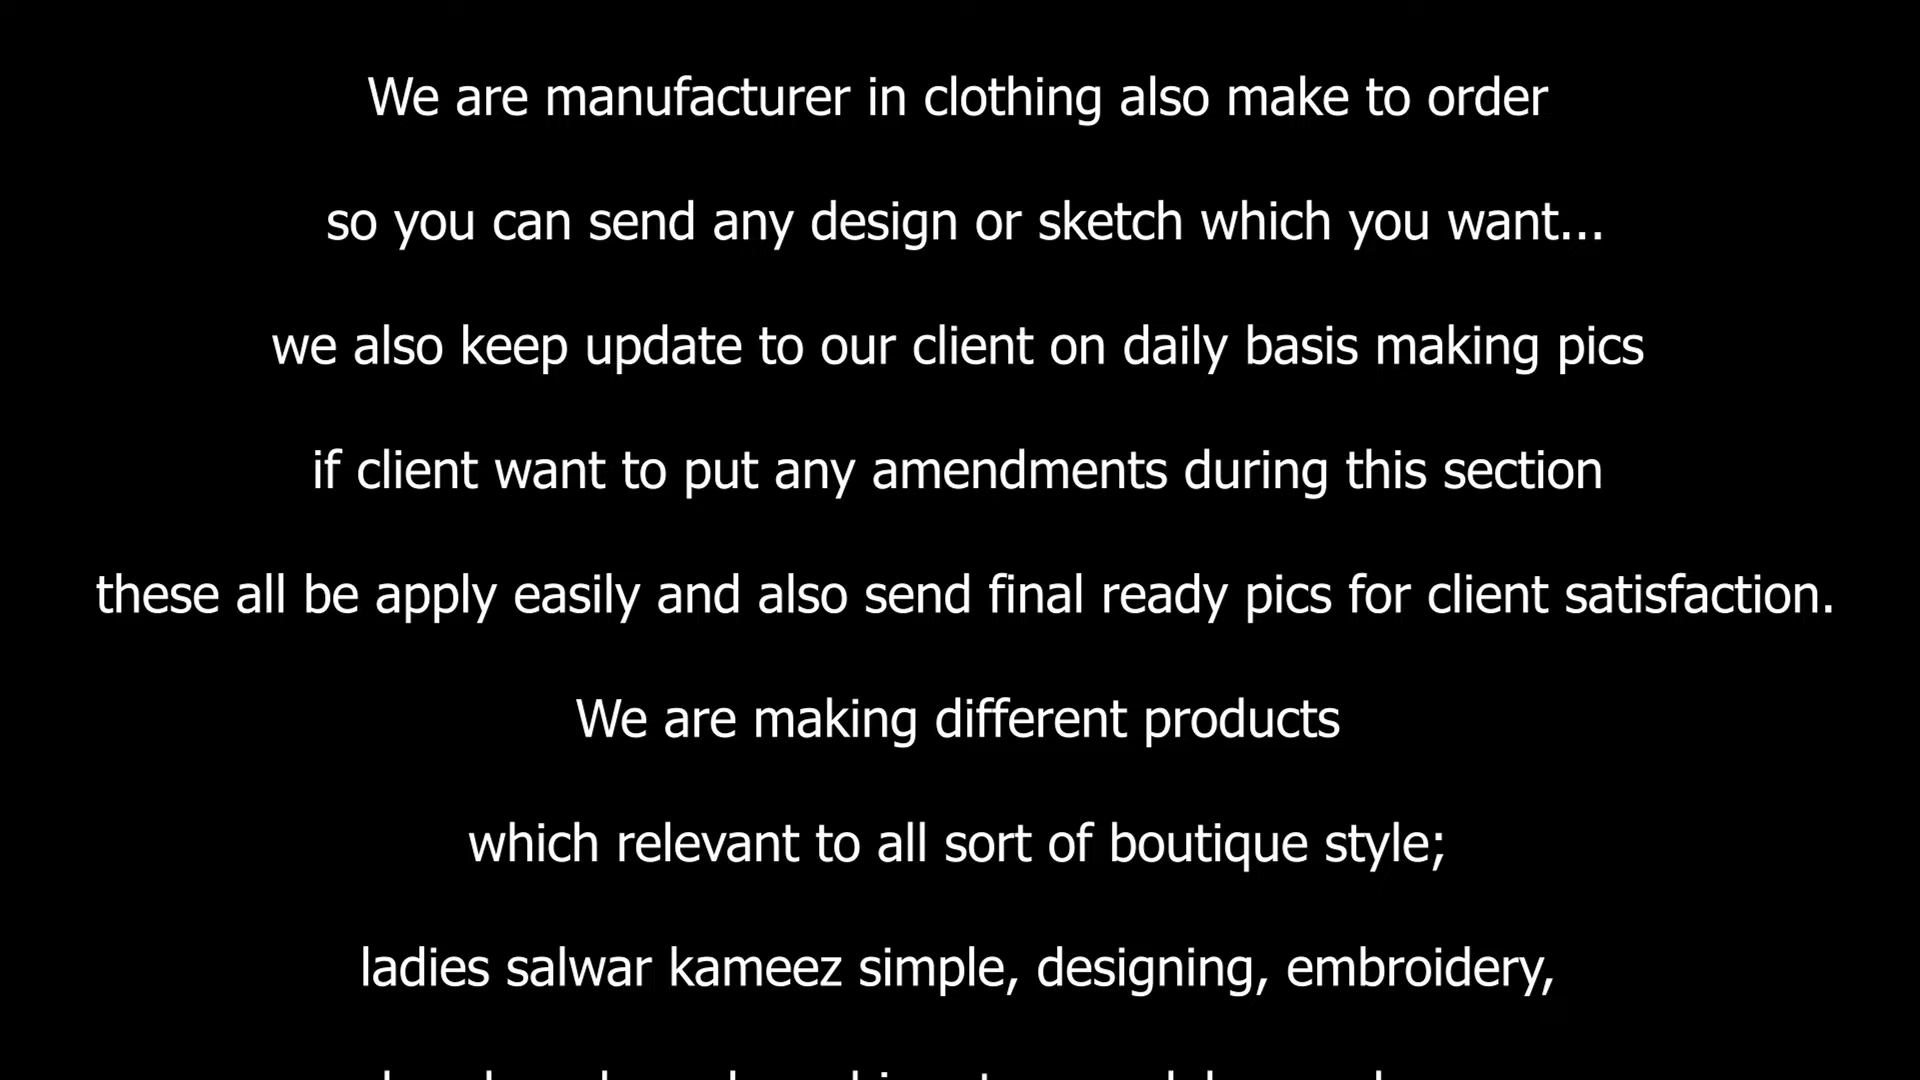 We are manufacturer in clothing also make to order
so you can send any design or sketch which you want...
we also keep update to our client on daily basis making pics
if client want to put any amendments during this section
these all be apply easily and also send final ready pics for client satisfaction.
We are making different products
which relevant to all sort of boutique style;
ladies salwar kameez simple, designing, embroidery,